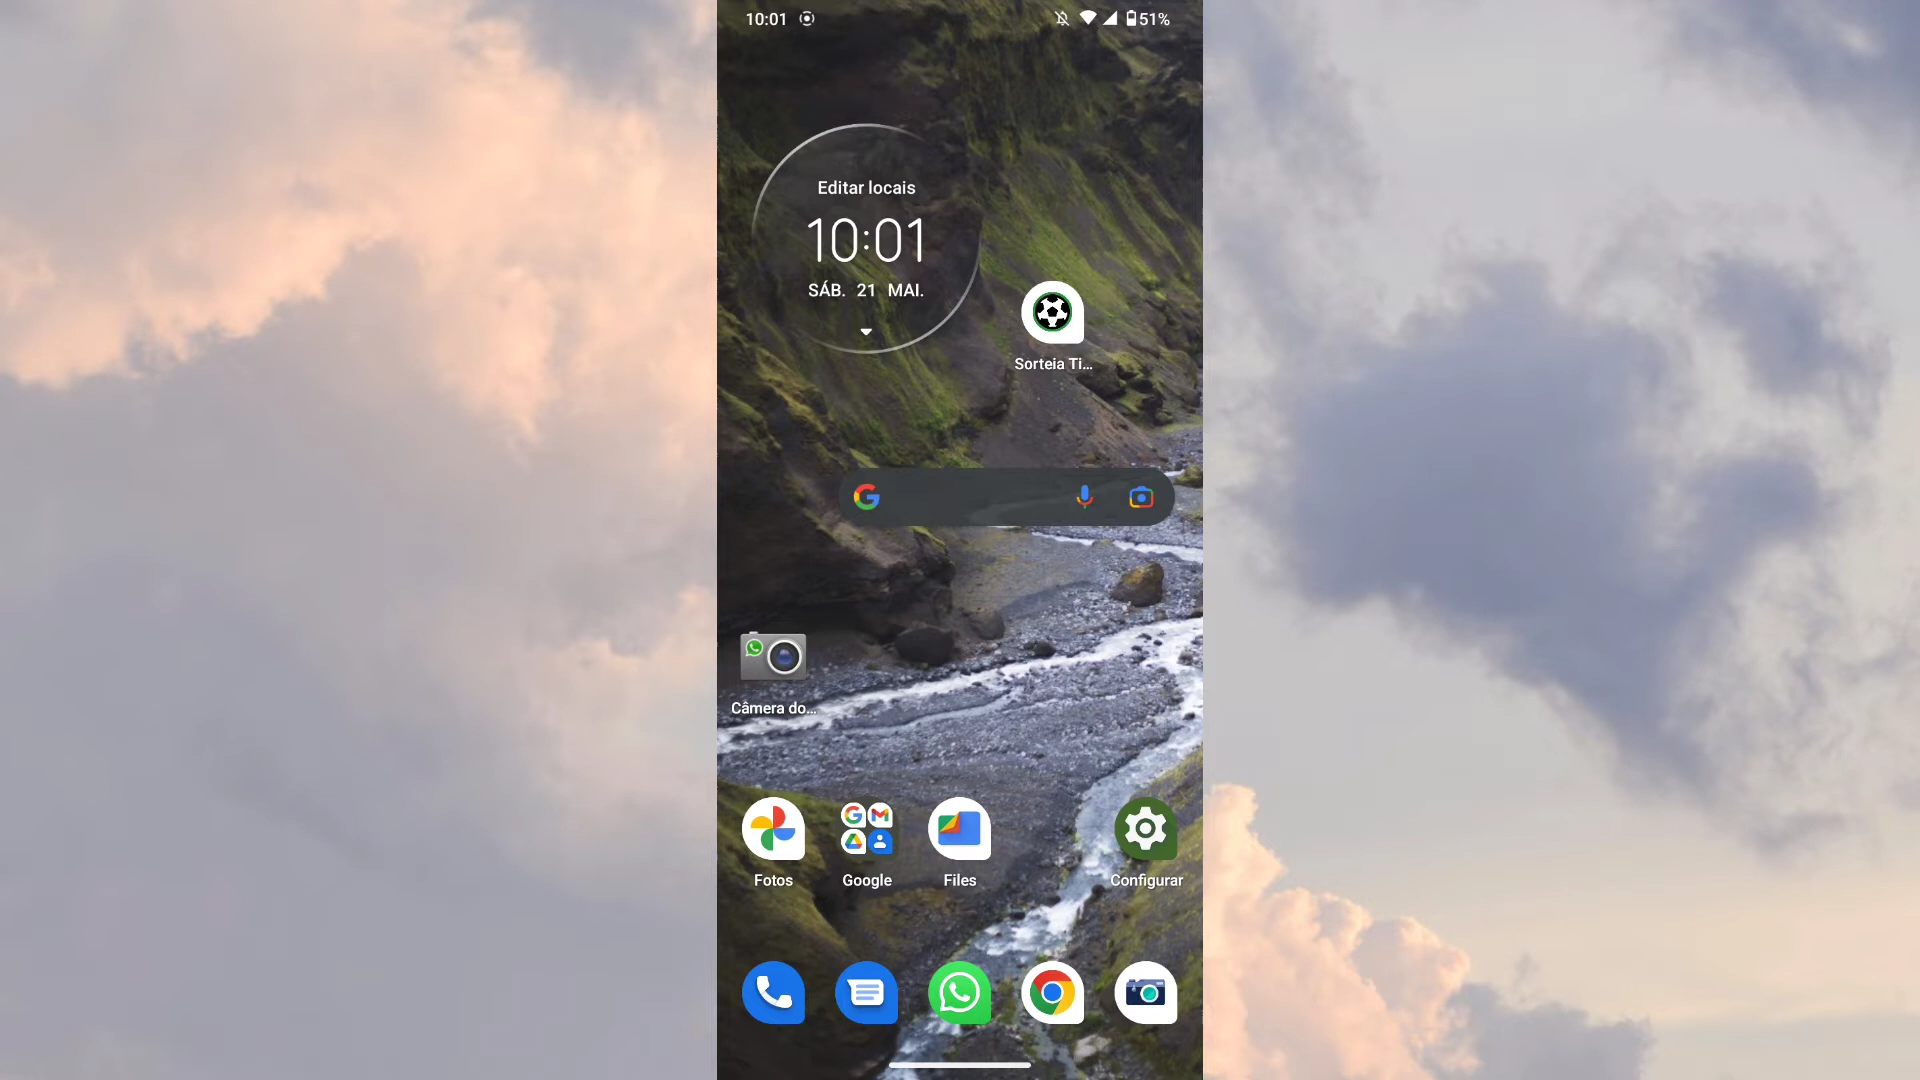 10:01
51%
Editar locais
10:01
SÁB. 21 MAI.
Sorteia Ti...
Câmera do...
Fotos
Google
Files
Configurar